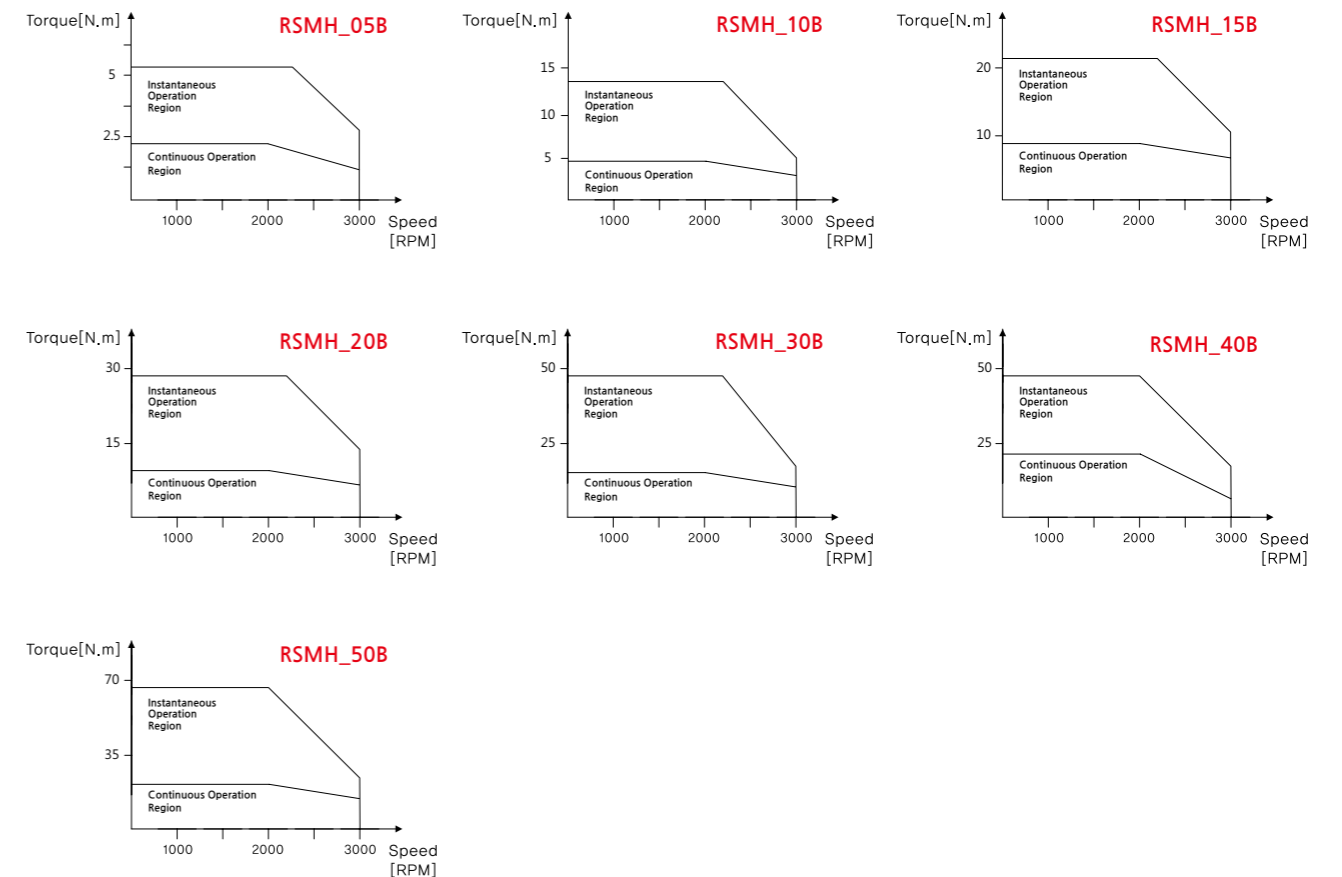 Torque[N.m]
RSMH_05B
5
2.5
Instantaneous
Operation
Region
Continuous Operation
Region
1000 2000 3000 Speed
[RPM]
Torque[N.m]
RSMH_10B
15
10
5
Instantaneous
Operation
Region
Continuous Operation
Region
1000 2000 3000 Speed
[RPM]
Torque[N.m]
RSMH_15B
20
10
Instantaneous
Operation
Region
Continuous Operation
Region
1000 2000 3000 Speed
[RPM]
Torque[N.m]
RSMH_20B
30
15
Instantaneous
Operation
Region
Continuous Operation
Region
1000 2000 3000 Speed
[RPM]
Torque[N.m]
RSMH_30B
50
25
Instantaneous
Operation
Region
Continuous Operation
Region
1000 2000 3000 Speed
[RPM]
Torque[N.m]
RSMH_40B
50
25
Instantaneous
Operation
Region
Continuous Operation
Region
1000 2000 3000 Speed
[RPM]
Torque[N.m]
RSMH_50B
70
35
Instantaneous
Operation
Region
Continuous Operation
Region
1000 2000 3000 Speed
[RPM]